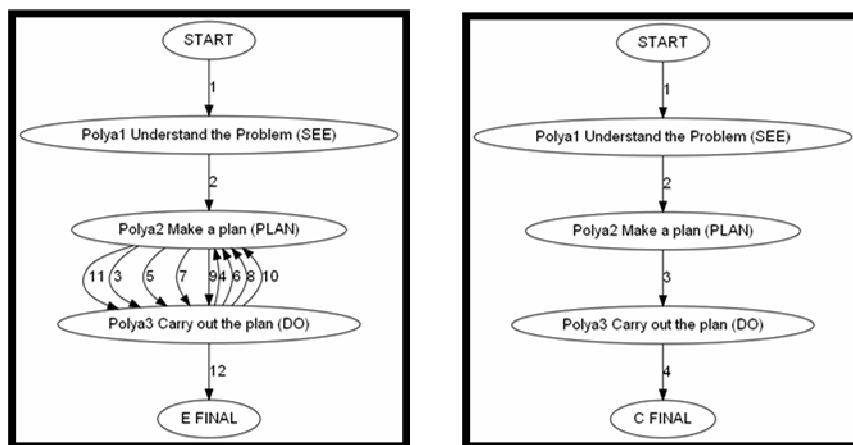 START
1
Polya1 Understand the Problem (SEE)
2
Polya2 Make a plan (PLAN)
11 3 5 7 9 4 6 8 10
Polya3 Carry out the plan (DO)
12
E FINAL
START
1
Polya1 Understand the Problem (SEE)
2
Polya2 Make a plan (PLAN)
3
Polya3 Carry out the plan (DO)
4
C FINAL